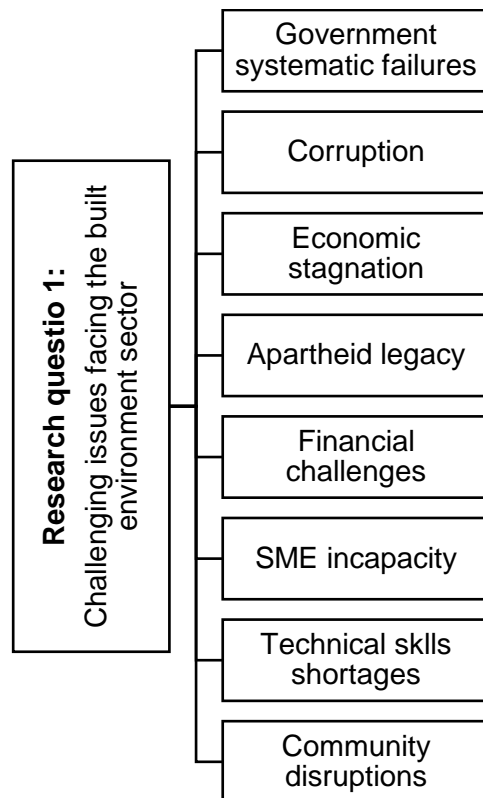 Research questio 1:
Challenging issues facing the built
environment sector
Government
systematic failures
Corruption
Economic
stagnation
Apartheid legacy
Financial
challenges
SME incapacity
Technical sklls
shortages
Community
disruptions